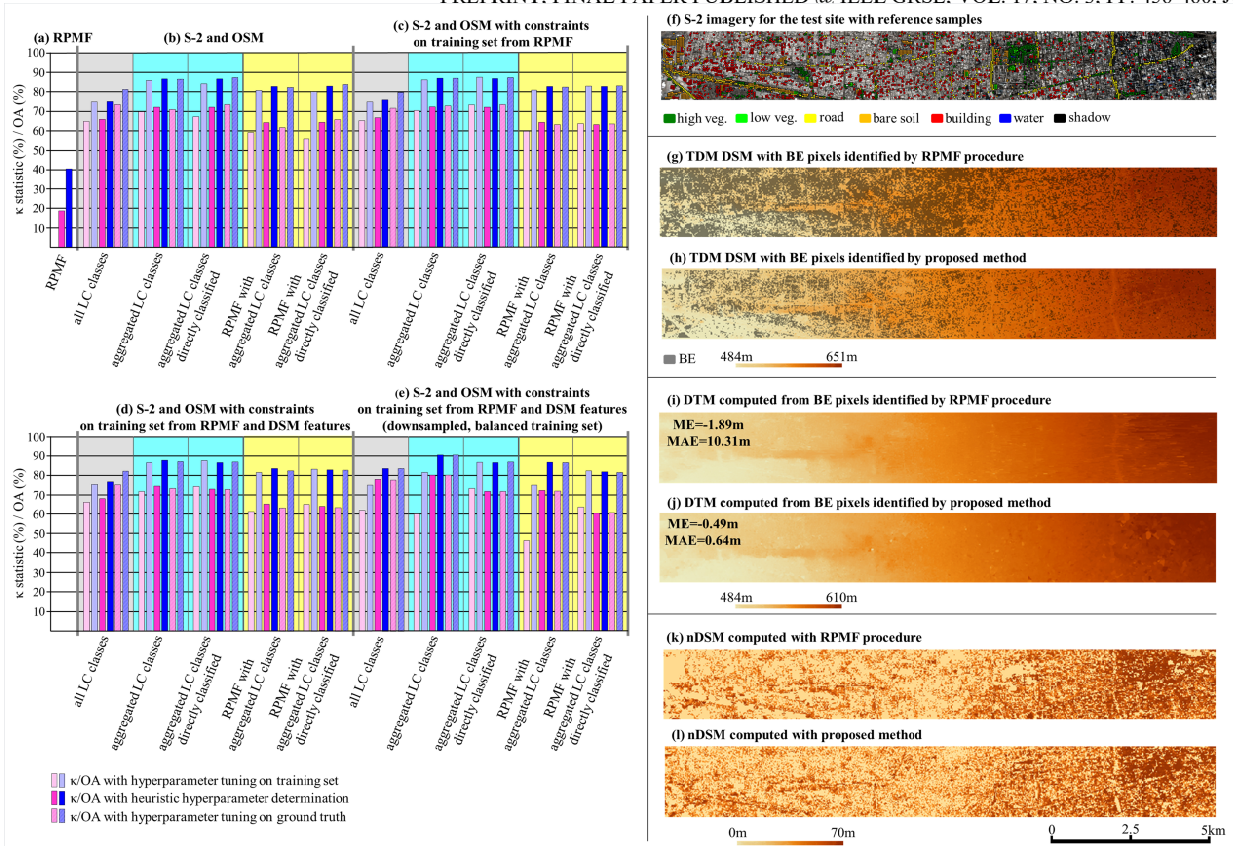 (a) RPMF
(b) S-2 and OSM
(c) S-2 and OSM with constraints
on training set from RPMF
κ statistic (%) / OA (%)
100
90
80
70
60
50
40
30
20
10
RPMF
all LC classes
aggregated LC classes
aggregated LC classes
directly classified
RPMF with
aggregated LC classes
RPMF with
aggregated LC classes
directly classified
all LC classes
aggregated LC classes
aggregated LC classes
directly classified
RPMF with
aggregated LC classes
RPMF with
aggregated LC classes
directly classified
(d) S-2 and OSM with constraints
on training set from RPMF and DSM features
(e) S-2 and OSM with constraints
on training set from RPMF and DSM features
(downsampled, balanced training set)
κ statistic (%) / OA (%)
100
90
80
70
60
50
40
30
20
10
all LC classes
aggregated LC classes
aggregated LC classes
directly classified
RPMF with
aggregated LC classes
RPMF with
aggregated LC classes
directly classified
all LC classes
aggregated LC classes
aggregated LC classes
directly classified
RPMF with
aggregated LC classes
RPMF with
aggregated LC classes
directly classified
κ/OA with hyperparameter tuning on training set
κ/OA with heuristic hyperparameter determination
κ/OA with hyperparameter tuning on ground truth
(f) S-2 imagery for the test site with reference samples
high veg. low veg. road bare soil building water shadow
(g) TDM DSM with BE pixels identified by RPMF procedure
(h) TDM DSM with BE pixels identified by proposed method
BE 484m 651m
(i) DTM computed from BE pixels identified by RPMF procedure
ME=-1.89m
MAE=10.31m
(j) DTM computed from BE pixels identified by proposed method
ME=-0.49m
MAE=0.64m
484m 610m
(k) nDSM computed with RPMF procedure
(l) nDSM computed with proposed method
0m 70m
0 2.5 5km